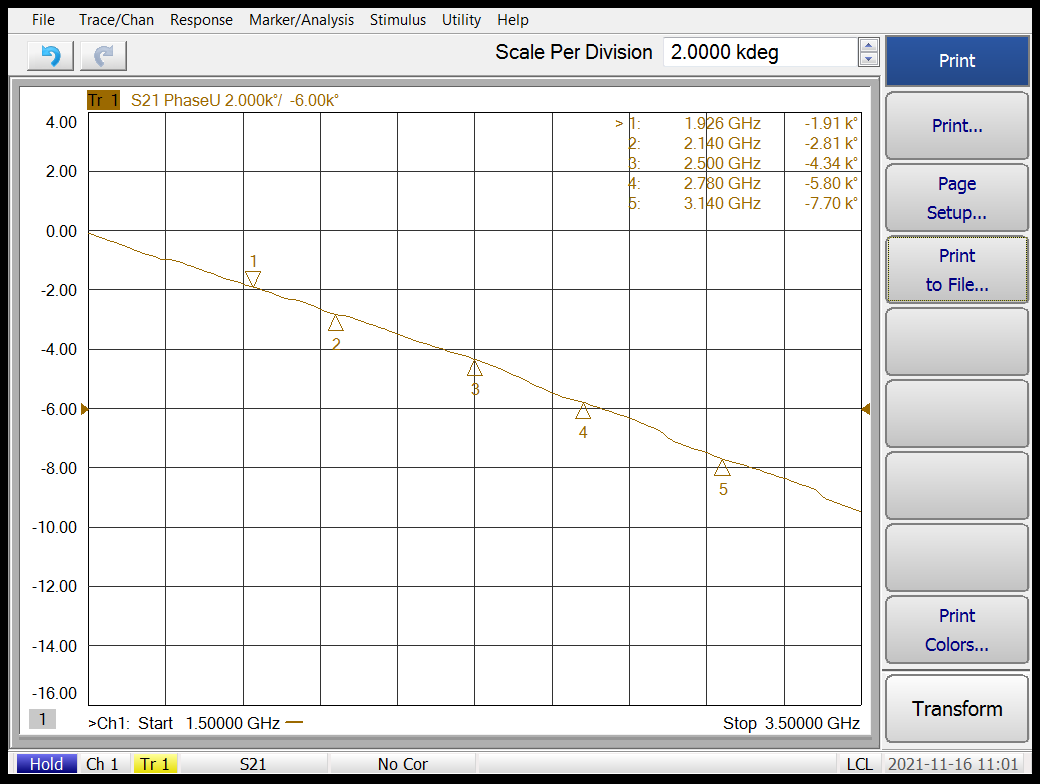 File Trace/Chan Response Marker/Analysis Stimulus Utility Help
Scale Per Division 2.0000 kdeg
Print
Print...
Page
Setup...
Print
to File...
Print
Colors...
Transform
Tr 1 S21 PhaseU 2.000k°/ -6.00k°
4.00
2.00
0.00
-2.00
-4.00
-6.00
-8.00
-10.00
-12.00
-14.00
-16.00
> 1: 1.926 GHz -1.91 k°
2: 2.140 GHz -2.81 k°
3: 2.500 GHz -4.34 k°
4: 2.780 GHz -5.80 k°
5: 3.140 GHz -7.70 k°
1
2
3
4
5
1 >Ch1: Start 1.50000 GHz Stop 3.50000 GHz
Hold Ch 1 Tr 1 S21 No Cor LCL 2021-11-16 11:01